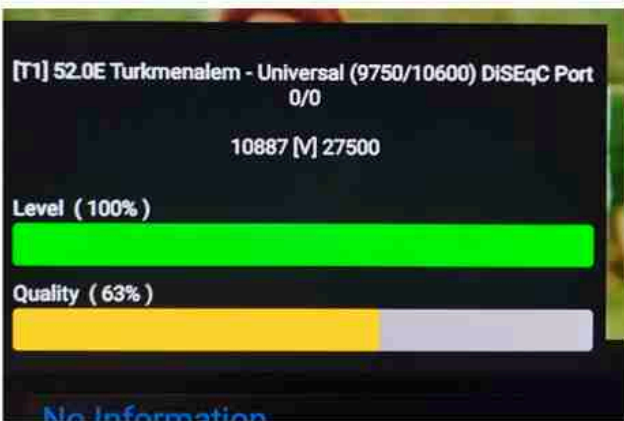 [T1] 52.0E Turkmenalem - Universal (9750/10600) DiSEqC Port
0/0
10887 [V] 27500
Level ( 100% )
Quality ( 63% )
No Information